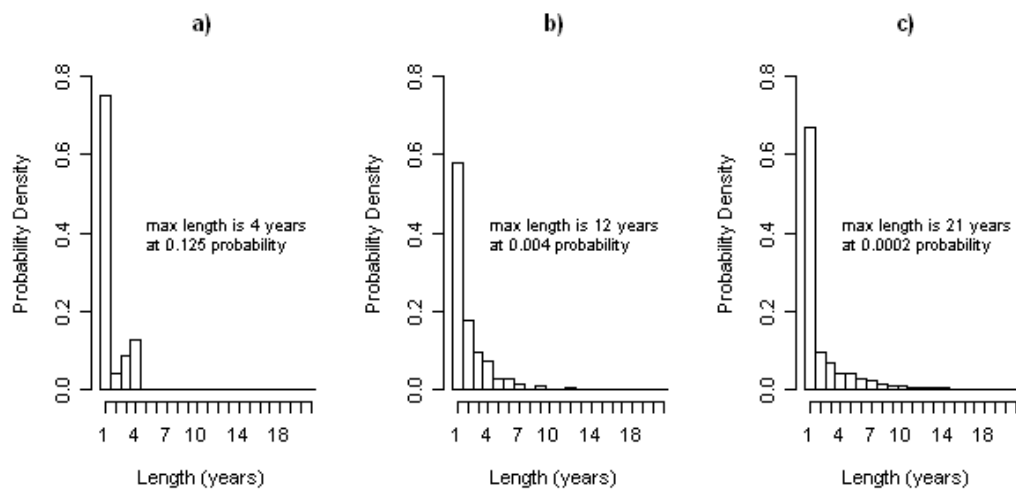 a)
0.8
0.6
0.4
0.2
0.0
Probability Density
max length is 4 years
at 0.125 probability
1 4 7 10 14 18
Length (years)
b)
0.8
0.6
0.4
0.2
0.0
Probability Density
max length is 12 years
at 0.004 probability
1 4 7 10 14 18
Length (years)
c)
0.8
0.6
0.4
0.2
0.0
Probability Density
max length is 21 years
at 0.0002 probability
1 4 7 10 14 18
Length (years)